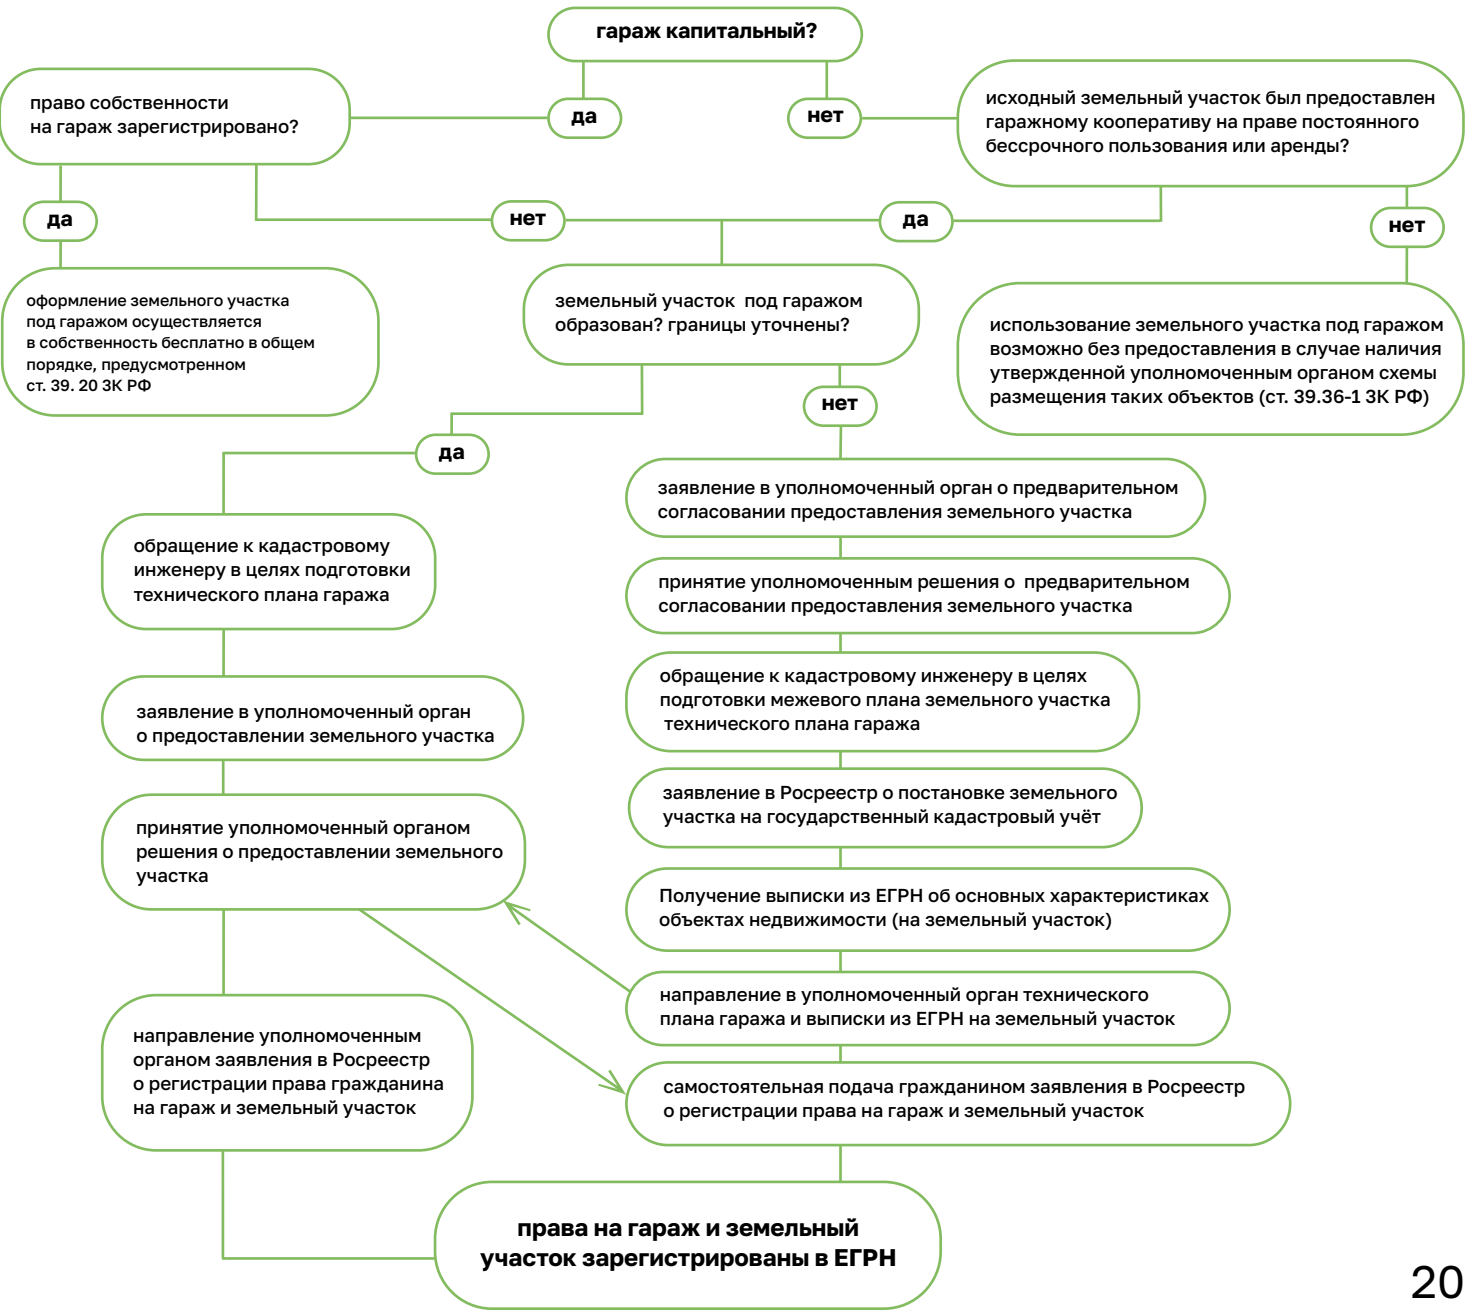 гараж капитальный?
право собственности
на гараж зарегистрировано?
да
нет
исходный земельный участок был предоставлен
гаражному кооперативу на праве постоянного
бессрочного пользования или аренды?
да
нет
да
нет
оформление земельного участка
под гаражом осуществляется
в собственность бесплатно в общем
порядке, предусмотренном
ст. 39. 20 ЗК РФ
земельный участок под гаражом
образован? границы уточнены?
использование земельного участка под гаражом
возможно без предоставления в случае наличия
утвержденной уполномоченным органом схемы
размещения таких объектов (ст. 39.36-1 ЗК РФ)
нет
да
заявление в уполномоченный орган о предварительном
согласовании предоставления земельного участка
обращение к кадастровому
инженеру в целях подготовки
технического плана гаража
принятие уполномоченным решения о предварительном
согласовании предоставления земельного участка
обращение к кадастровому инженеру в целях
подготовки межевого плана земельного участка
технического плана гаража
заявление в уполномоченный орган
о предоставлении земельного участка
заявление в Росреестр о постановке земельного
участка на государственный кадастровый учёт
принятие уполномоченный органом
решения о предоставлении земельного
участка
Получение выписки из ЕГРН об основных характеристиках
объектах недвижимости (на земельный участок)
направление в уполномоченный орган технического
плана гаража и выписки из ЕГРН на земельный участок
направление уполномоченным
органом заявления в Росреестр
о регистрации права гражданина
на гараж и земельный участок
самостоятельная подача гражданином заявления в Росреестр
о регистрации права на гараж и земельный участок
права на гараж и земельный
участок зарегистрированы в ЕГРН
20